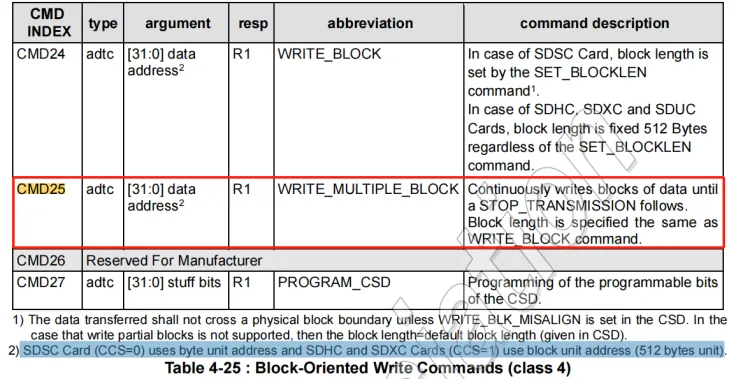 CMD INDEX type argument resp abbreviation command description
CMD24 adtc [31:0] data address2 R1 WRITE_BLOCK In case of SDSC Card, block length is
set by the SET_BLOCKLEN
command1.
In case of SDHC, SDXC and SDUC
Cards, block length is fixed 512 Bytes
regardless of the SET_BLOCKLEN
command.
CMD25 adtc [31:0] data address2 R1 WRITE_MULTIPLE_BLOCK Continuously writes blocks of data until
a STOP_TRANSMISSION follows.
Block length is specified the same as
WRITE_BLOCK command.
CMD26 Reserved For Manufacturer
CMD27 adtc [31:0] stuff bits R1 PROGRAM_CSD Programming of the programmable bits
of the CSD.
1) The data transferred shall not cross a physical block boundary unless WRITE_BLK_MISALIGN is set in the CSD. In the
case that write partial blocks is not supported, then the block length=default block length (given in CSD).
2) SDSC Card (CCS=0) uses byte unit address and SDHC and SDXC Cards (CCS=1) use block unit address (512 bytes unit).
Table 4-25 : Block-Oriented Write Commands (class 4)